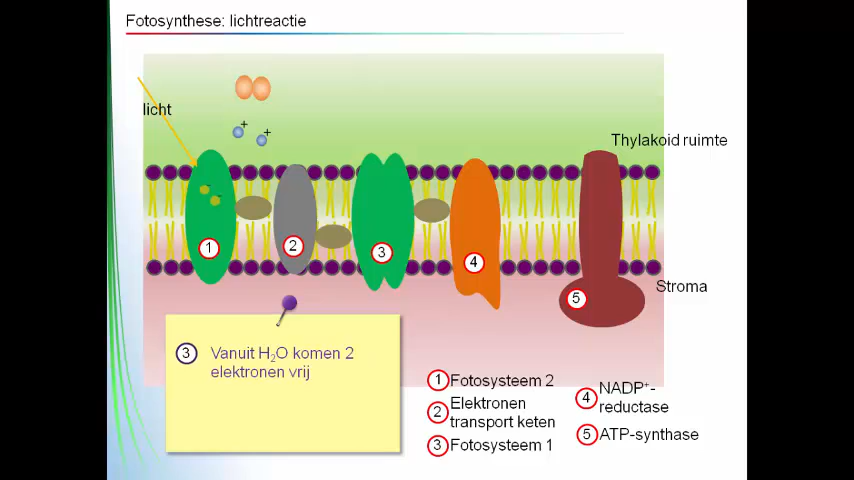 Fotosynthese: lichtreactie
licht
+
+
Thylakoid ruimte
1
2
3
4
5
Stroma
3 Vanuit H₂O komen 2
elektronen vrij
1 Fotosysteem 2
2 Elektronen
transport keten
3 Fotosysteem 1
4 NADP⁺-
reductase
5 ATP-synthase